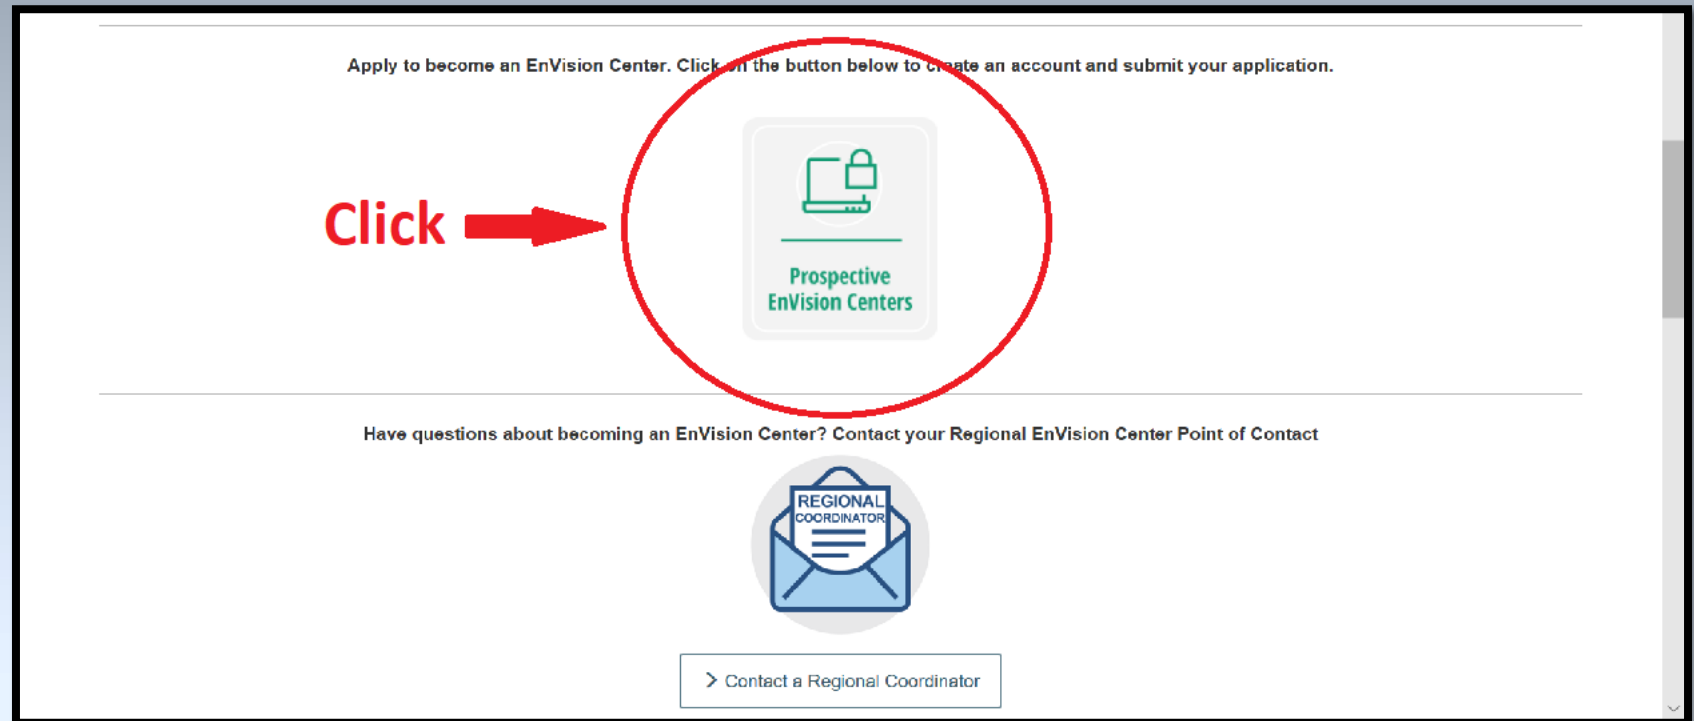 Apply to become an EnVision Center. Click on the button below to create an account and submit your application.
Click
Prospective
EnVision Centers
Have questions about becoming an EnVision Center? Contact your Regional EnVision Center Point of Contact
REGIONAL
COORDINATOR
Contact a Regional Coordinator